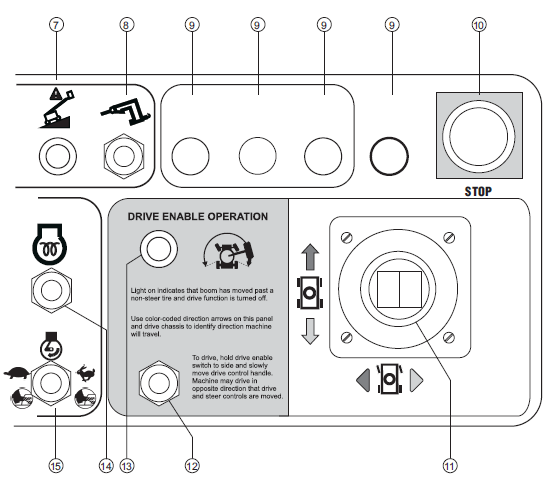 7 8 9 9 9 9 10
STOP
DRIVE ENABLE OPERATION
Light on indicates that boom has moved past a
non-steer tire and drive function is turned off.
Use color-coded direction arrows on this panel
and drive chassis to identify direction machine
will travel.
To drive, hold drive enable
switch to side and slowly
move drive control handle.
Machine may drive in
opposite direction that drive
and steer controls are moved.
15 14 13 12 11